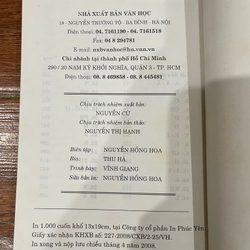 NHÀ XUẤT BẢN VĂN HỌC
18 - NGUYỄN TRƯỜNG TỘ - BA ĐÌNH - HÀ NỘI
Điện thoại: 04. 7161190 - 04. 7161518
Fax: 04 8 294781
E-mail: nxbvanhoc@hn.vnn.vn
Chi nhánh tại thành phố Hồ Chí Minh
290 / 20 NAM KỲ KHỞI NGHĨA, QUẬN 3 - TP. HCM
Điện thoại: 08. 8 469858 - 08. 8 445481
Chịu trách nhiệm xuất bản:
NGUYỄN CỪ
Chịu trách nhiệm bản thảo:
NGUYỄN THỊ HẠNH
Biên tập: NGUYỄN HỒNG HOA
Bìa: THU HÀ
Trình bày: VĨNH GIANG
Sửa bản in: NGUYỄN HỒNG HOA
In 1.000 cuốn khổ 13x19cm, tại Công ty cổ phần In Phúc Yên.
Giấy xác nhận KHXB số: 227-2008/CXB/2-25/VH.
In xong và nộp lưu chiểu tháng 4 năm 2008.